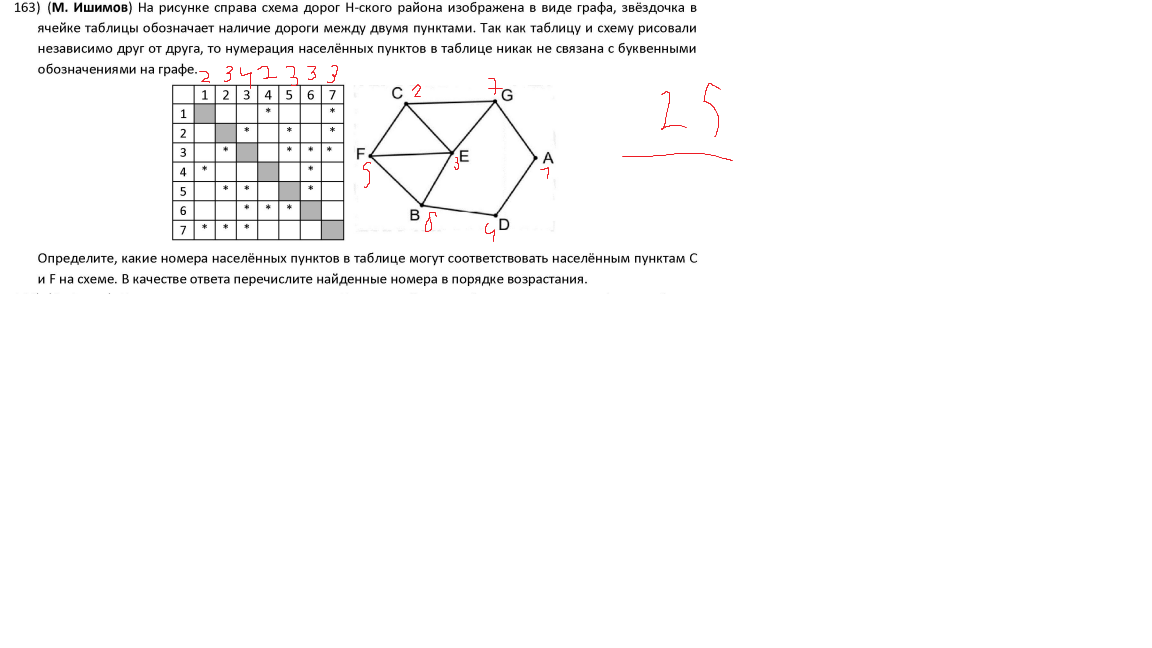 163) (М. Ишимов) На рисунке справа схема дорог Н-ского района изображена в виде графа, звёздочка в
ячейке таблицы обозначает наличие дороги между двумя пунктами. Так как таблицу и схему рисовали
независимо друг от друга, то нумерация населённых пунктов в таблице никак не связана с буквенными
обозначениями на графе.
2 3 4 2 3 3 3
1 2 3 4 5 6 7
1 * *
2 * * *
3 * * * *
4 * *
5 * * *
6 * * *
7 * * *
C 2 7 G
F E A
5 3 1
B 6 4 D
25
Определите, какие номера населённых пунктов в таблице могут соответствовать населённым пунктам C
и F на схеме. В качестве ответа перечислите найденные номера в порядке возрастания.